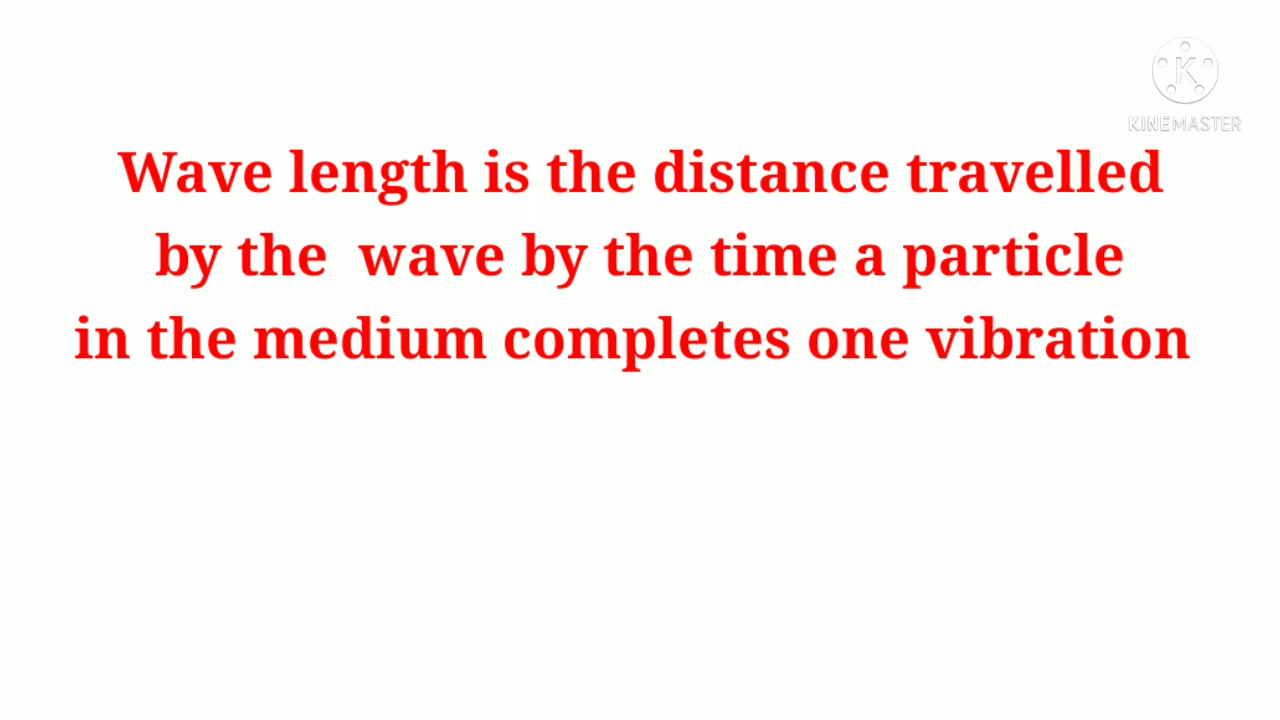 KINEMASTER
Wave length is the distance travelled
by the  wave by the time a particle
in the medium completes one vibration